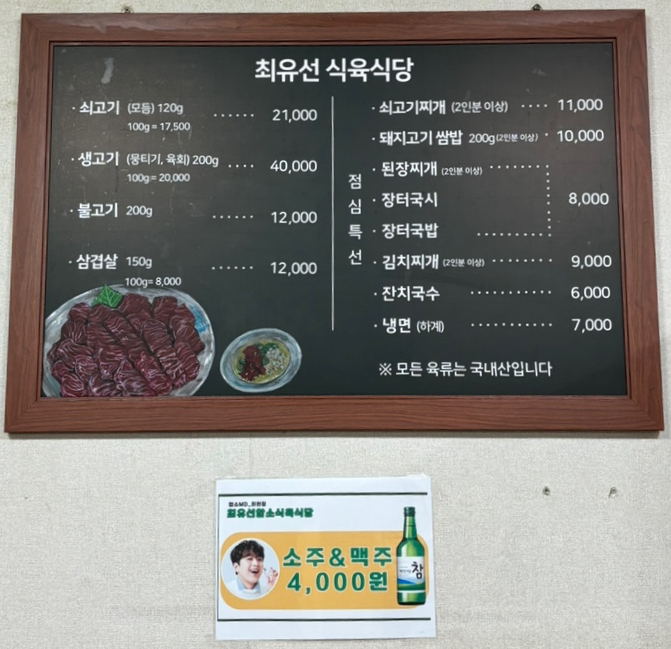 최유선 식육식당
· 쇠고기 (모듬) 120g ······ 21,000
100g = 17,500
· 생고기 (뭉티기, 육회) 200g ···· 40,000
100g = 20,000
· 불고기 200g ······ 12,000
· 삼겹살 150g ······ 12,000
100g= 8,000
점심특선
· 쇠고기찌개 (2인분 이상) ···· 11,000
· 돼지고기 쌈밥 200g(2인분 이상) · 10,000
· 된장찌개 (2인분 이상)
· 장터국시 8,000
· 장터국밥
· 김치찌개 (2인분 이상) ······ 9,000
· 잔치국수 ·········· 6,000
· 냉면 (하계) ·········· 7,000
※ 모든 육류는 국내산입니다
최유선황소식육식당
소주&맥주
4,000원
참